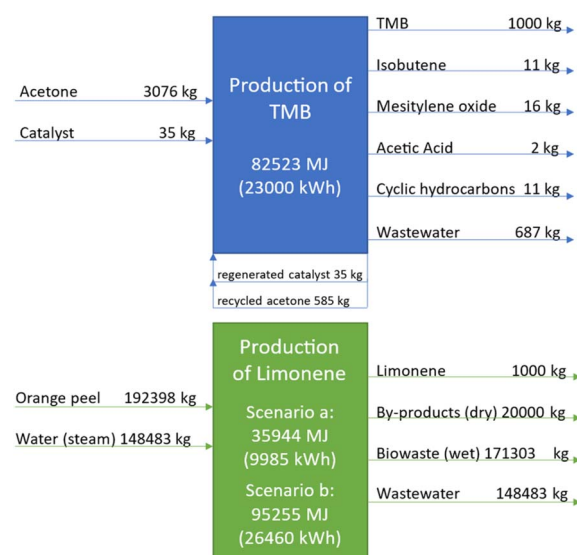 TMB 1000 kg
Isobutene 11 kg
Acetone 3076 kg
Production of
TMB
Mesitylene oxide 16 kg
Catalyst 35 kg
Acetic Acid 2 kg
82523 MJ
(23000 kWh)
Cyclic hydrocarbons 11 kg
Wastewater 687 kg
regenerated catalyst 35 kg
recycled acetone 585 kg
Production
of Limonene
Limonene 1000 kg
Orange peel 192398 kg
Scenario a:
35944 MJ
(9985 kWh)
By-products (dry) 20000 kg
Water (steam) 148483 kg
Biowaste (wet) 171303 kg
Scenario b:
95255 MJ
(26460 kWh)
Wastewater 148483 kg